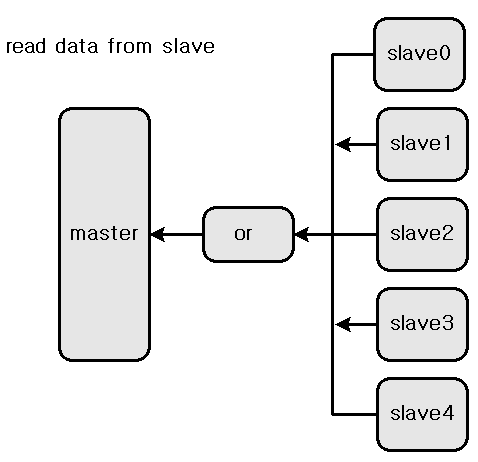 read data from slave
slave0
slave1
master
or
slave2
slave3
slave4